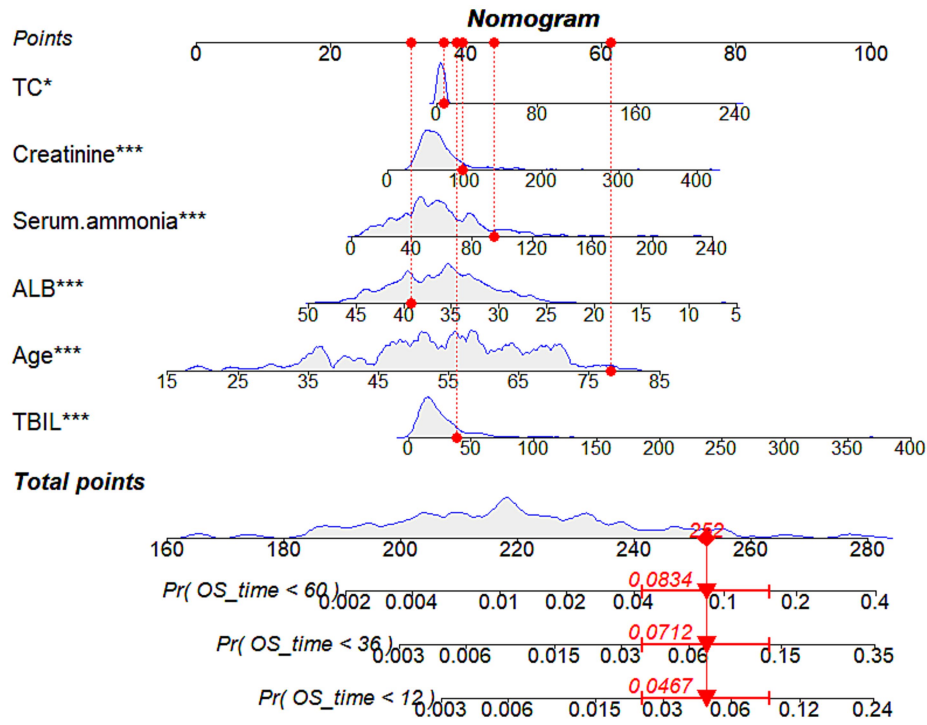 Nomogram
Points 0 20 40 60 80 100
TC*
0 80 160 240
Creatinine***
0 100 200 300 400
Serum.ammonia***
0 40 80 120 160 200 240
ALB***
50 45 40 35 30 25 20 15 10 5
Age***
15 25 35 45 55 65 75 85
TBIL***
0 50 100 150 200 250 300 350 400
Total points
252
160 180 200 220 240 260 280
0.0834
Pr( OS_time < 60 )
0.002 0.004 0.01 0.02 0.04 0.1 0.2 0.4
0.0712
Pr( OS_time < 36 )
0.003 0.006 0.015 0.03 0.06 0.15 0.35
0.0467
Pr( OS_time < 12 )
0.003 0.006 0.015 0.03 0.06 0.12 0.24